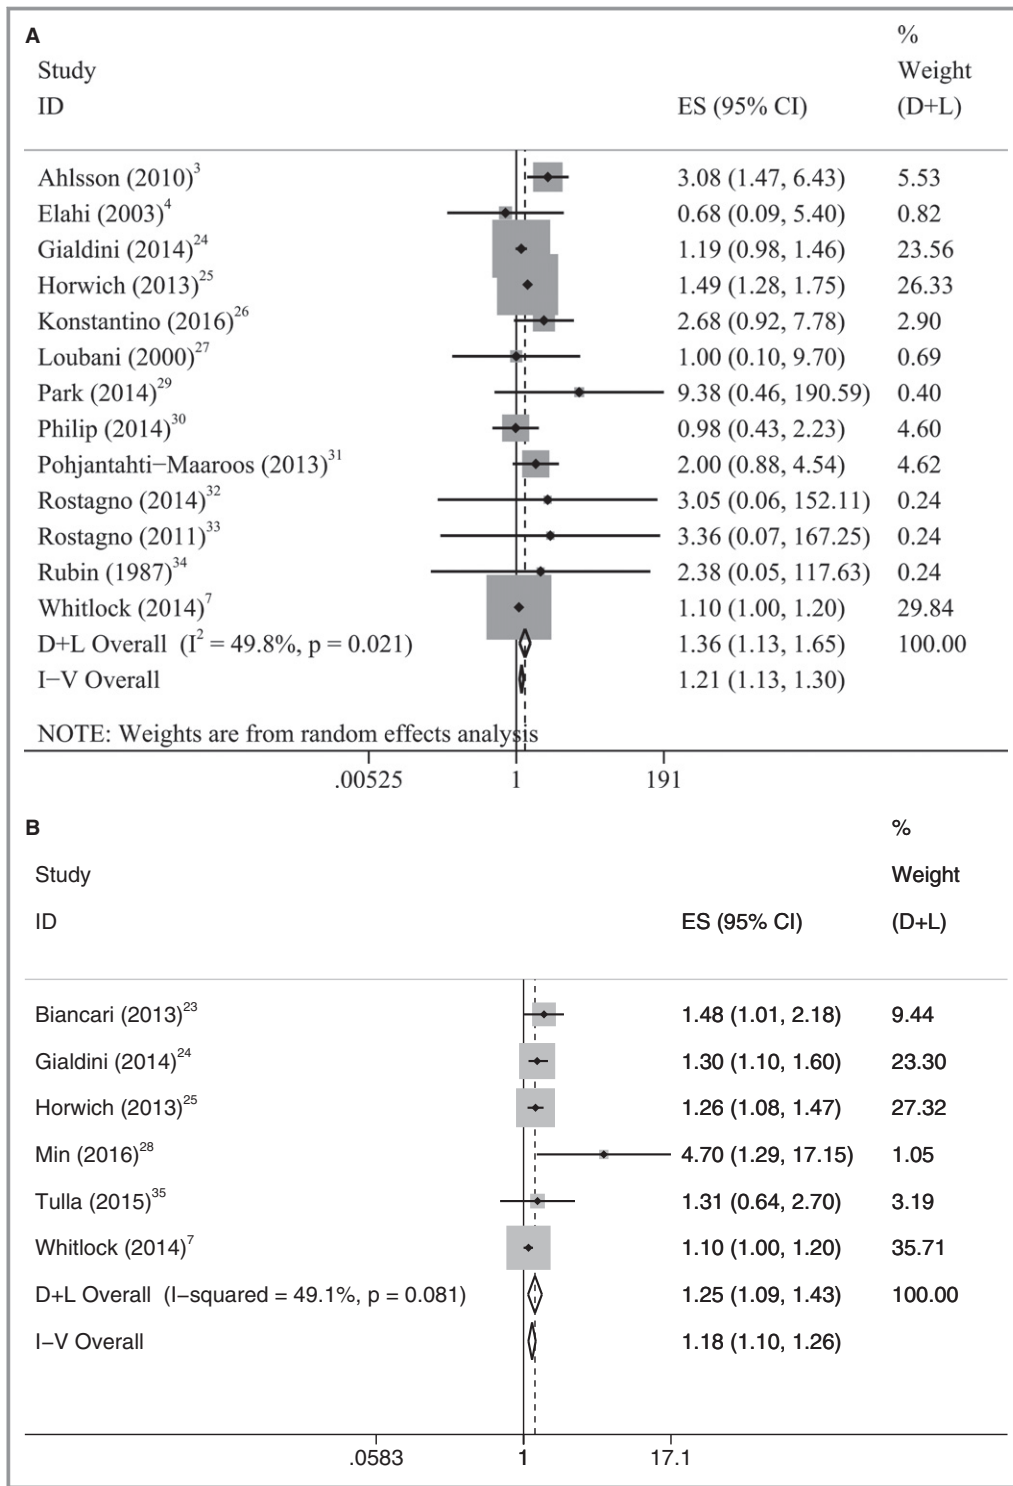 A
%
Study Weight
ID ES (95% CI) (D+L)
Ahlsson (2010)3 3.08 (1.47, 6.43) 5.53
Elahi (2003)4 0.68 (0.09, 5.40) 0.82
Gialdini (2014)24 1.19 (0.98, 1.46) 23.56
Horwich (2013)25 1.49 (1.28, 1.75) 26.33
Konstantino (2016)26 2.68 (0.92, 7.78) 2.90
Loubani (2000)27 1.00 (0.10, 9.70) 0.69
Park (2014)29 9.38 (0.46, 190.59) 0.40
Philip (2014)30 0.98 (0.43, 2.23) 4.60
Pohjantahti−Maaroos (2013)31 2.00 (0.88, 4.54) 4.62
Rostagno (2014)32 3.05 (0.06, 152.11) 0.24
Rostagno (2011)33 3.36 (0.07, 167.25) 0.24
Rubin (1987)34 2.38 (0.05, 117.63) 0.24
Whitlock (2014)7 1.10 (1.00, 1.20) 29.84
D+L Overall (I2 = 49.8%, p = 0.021) 1.36 (1.13, 1.65) 100.00
I−V Overall 1.21 (1.13, 1.30)
NOTE: Weights are from random effects analysis
.00525 1 191
B %
Study Weight
ID ES (95% CI) (D+L)
Biancari (2013)23 1.48 (1.01, 2.18) 9.44
Gialdini (2014)24 1.30 (1.10, 1.60) 23.30
Horwich (2013)25 1.26 (1.08, 1.47) 27.32
Min (2016)28 4.70 (1.29, 17.15) 1.05
Tulla (2015)35 1.31 (0.64, 2.70) 3.19
Whitlock (2014)7 1.10 (1.00, 1.20) 35.71
D+L Overall (I−squared = 49.1%, p = 0.081) 1.25 (1.09, 1.43) 100.00
I−V Overall 1.18 (1.10, 1.26)
.0583 1 17.1